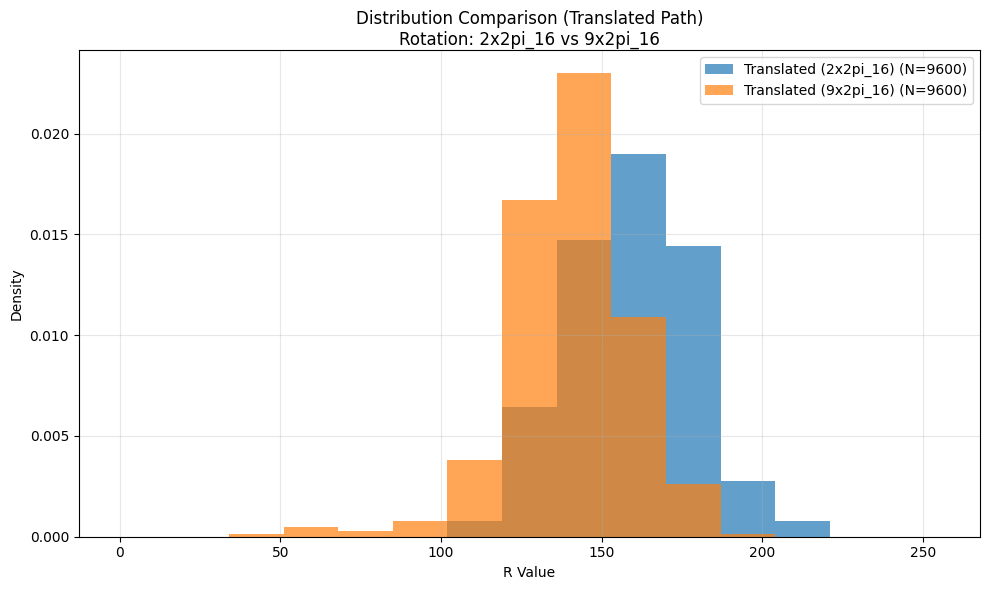 Distribution Comparison (Translated Path)
Rotation: 2x2pi_16 vs 9x2pi_16
Translated (2x2pi_16) (N=9600)
Translated (9x2pi_16) (N=9600)
Density
0.020
0.015
0.010
0.005
0.000
0 50 100 150 200 250
R Value